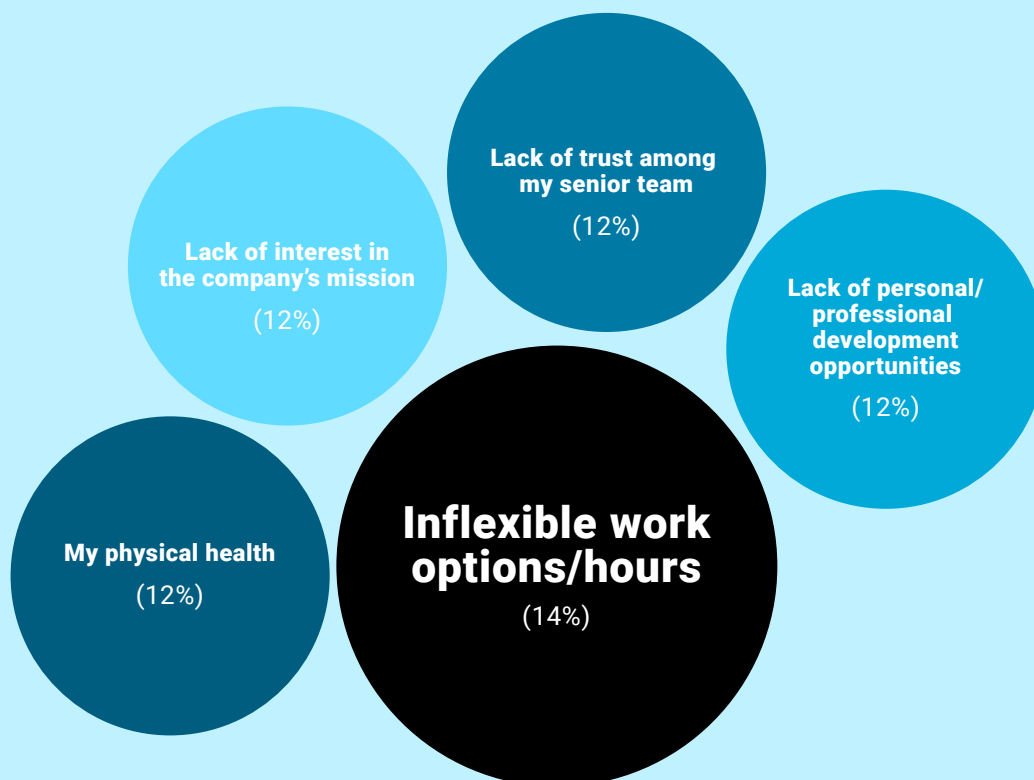 Lack of trust among
my senior team
(12%)
Lack of interest in
the company’s mission
(12%)
Lack of personal/
professional
development
opportunities
(12%)
My physical health
(12%)
Inflexible work
options/hours
(14%)